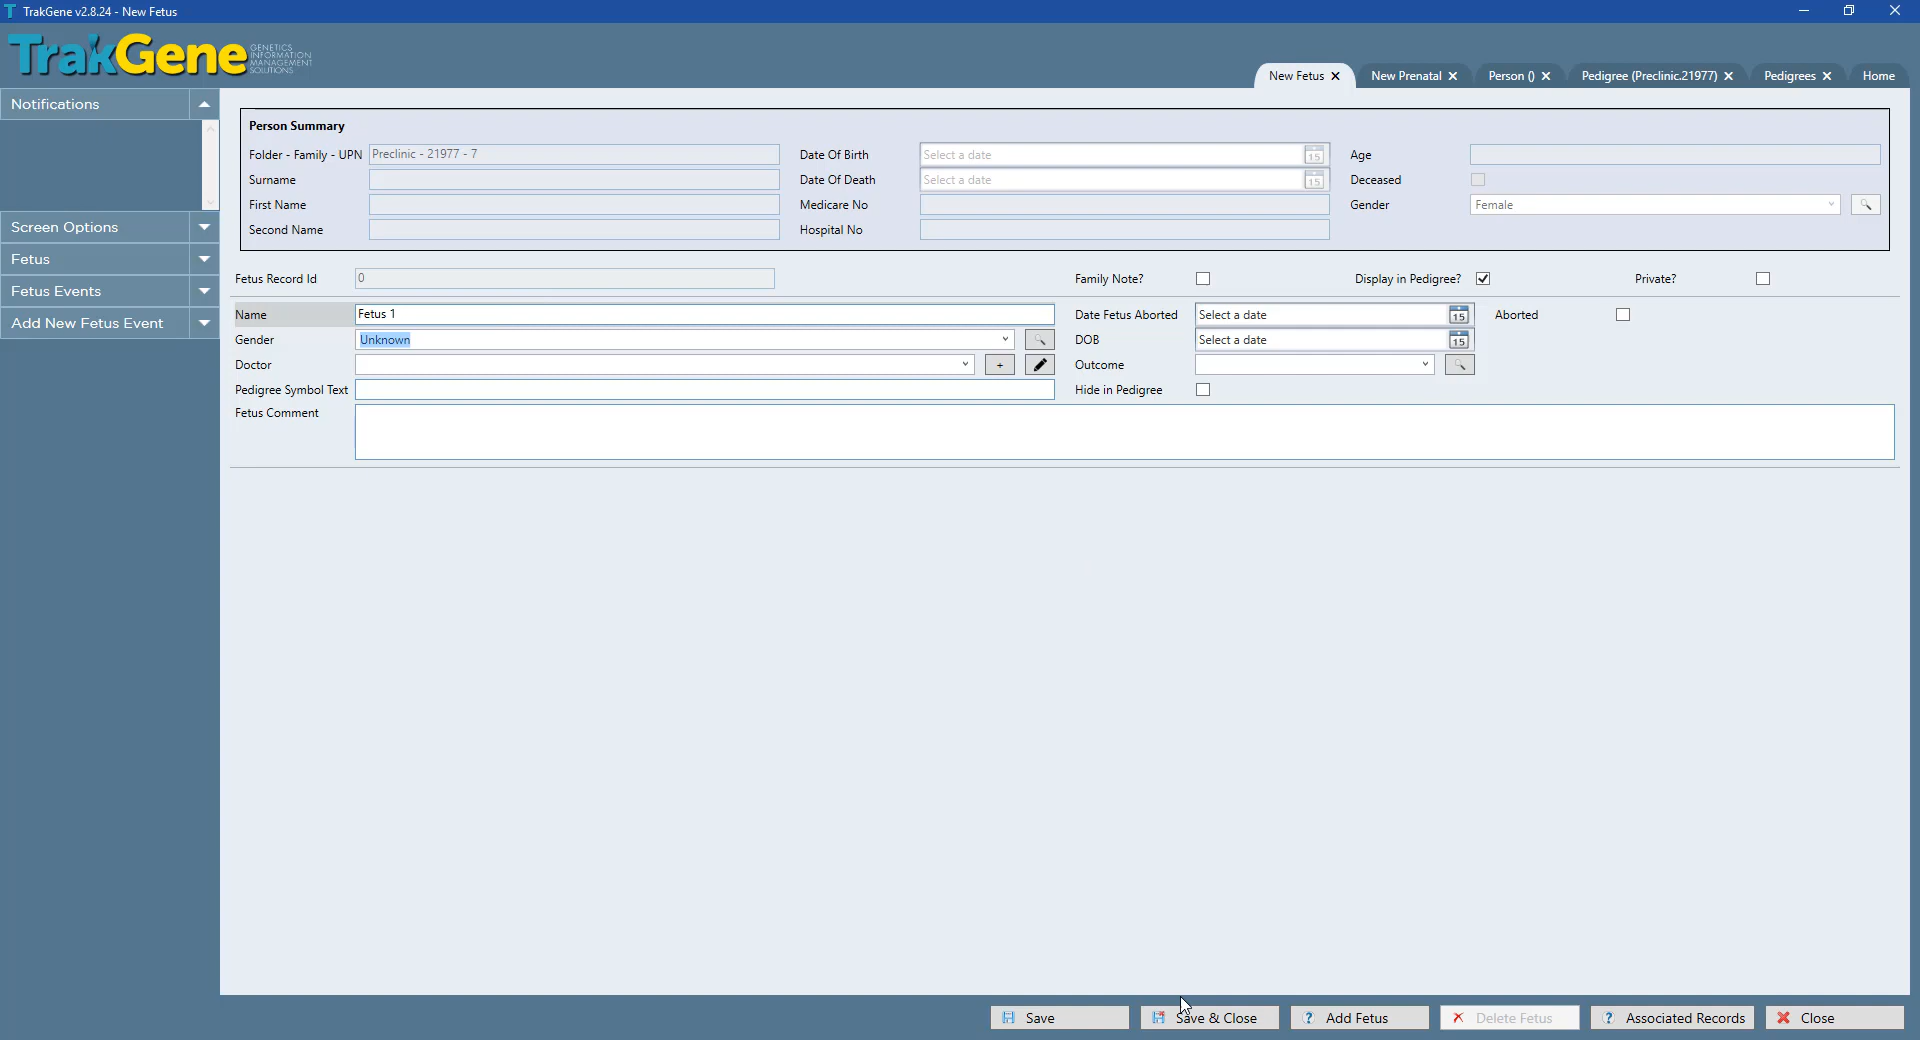 TrakGene v2.8.24 - New Fetus
TrakGene GENETICS INFORMATION MANAGEMENT SOLUTIONS
New Fetus
New Prenatal
Person ()
Pedigree (Preclinic.21977)
Pedigrees
Home
Notifications
Screen Options
Fetus
Fetus Events
Add New Fetus Event
Person Summary
Folder - Family - UPN Preclinic - 21977 - 7 Date Of Birth Select a date 15 Age
Surname Date Of Death Select a date 15 Deceased
First Name Medicare No Gender Female
Second Name Hospital No
Fetus Record Id 0 Family Note? Display in Pedigree? Private?
Name Fetus 1 Date Fetus Aborted Select a date 15 Aborted
Gender Unknown DOB Select a date 15
Doctor + Outcome
Pedigree Symbol Text Hide in Pedigree
Fetus Comment
Save
Save & Close
? Add Fetus
Delete Fetus
? Associated Records
Close